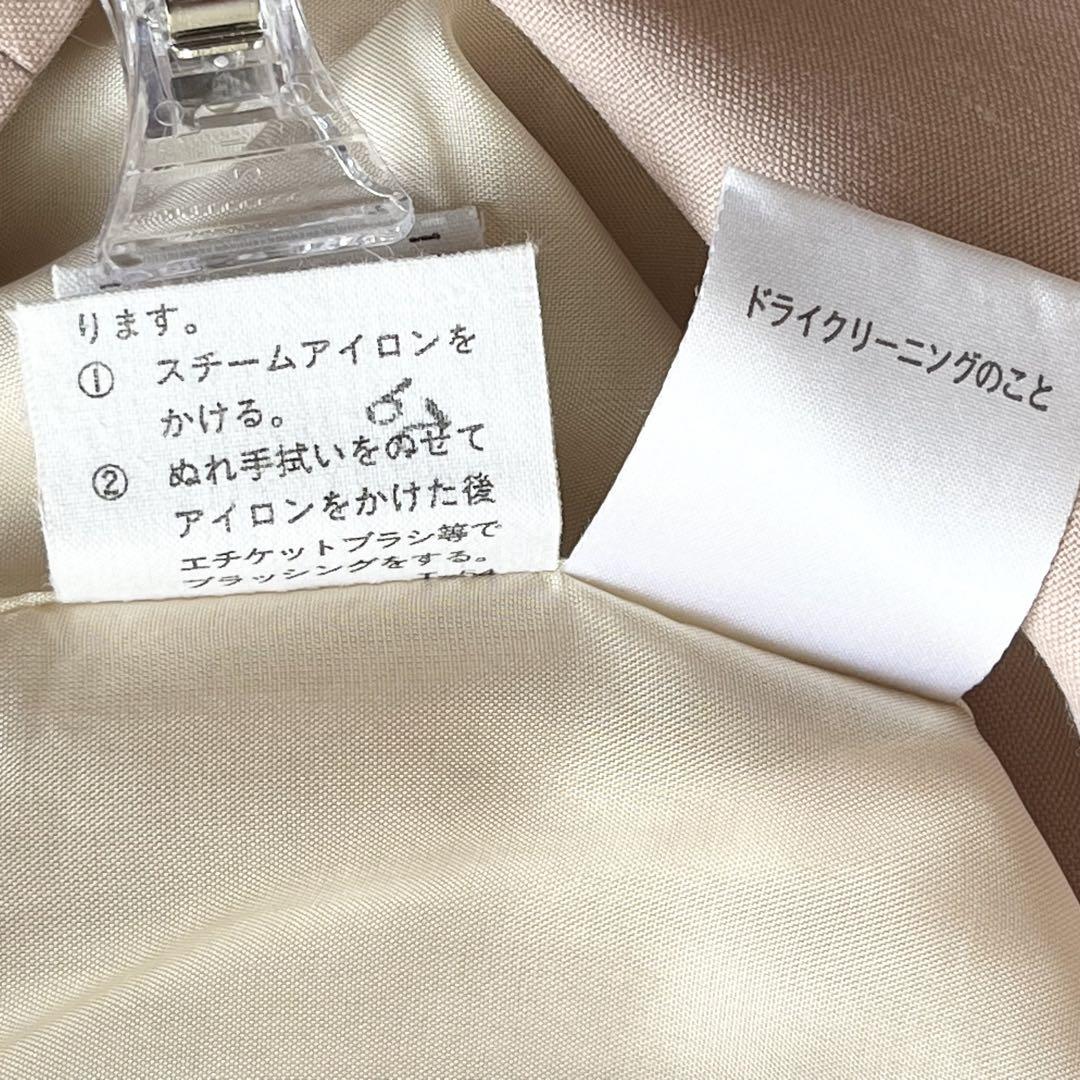 ります。
① スチームアイロンを
かける。
② ぬれ手拭いをのせて
アイロンをかけた後
エチケットブラシ等で
ブラッシングをする。
ドライクリーニングのこと